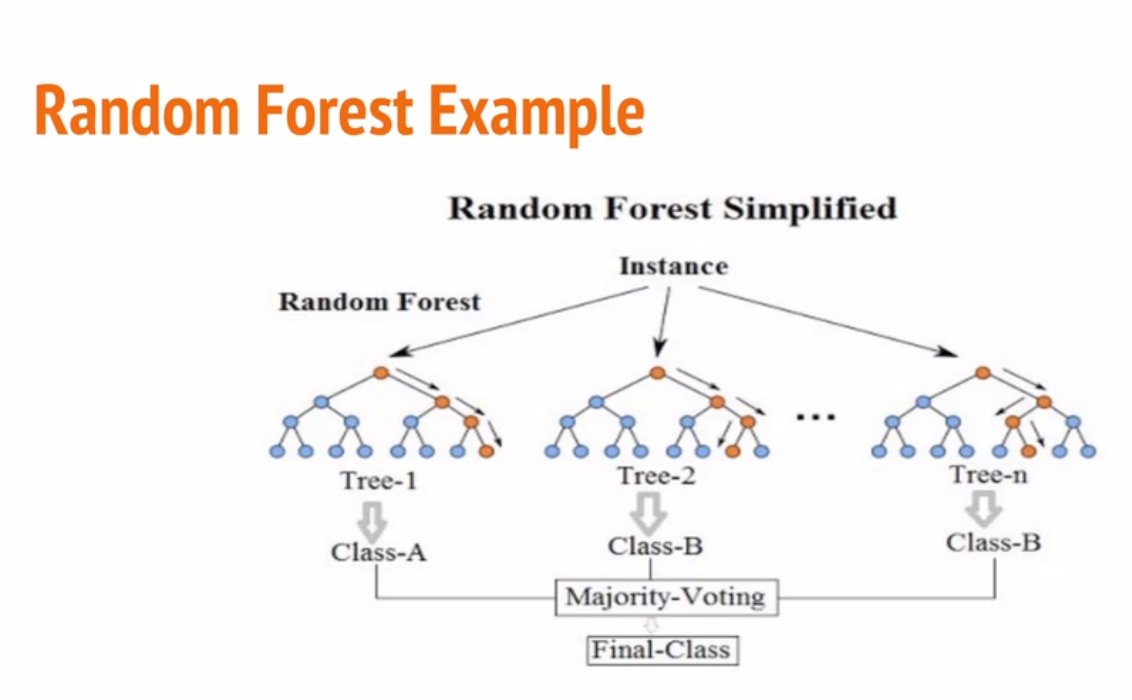 Random Forest Example
Random Forest Simplified
Instance
Random Forest
...
Tree-1
Tree-2
Tree-n
Class-A
Class-B
Class-B
Majority-Voting
Final-Class